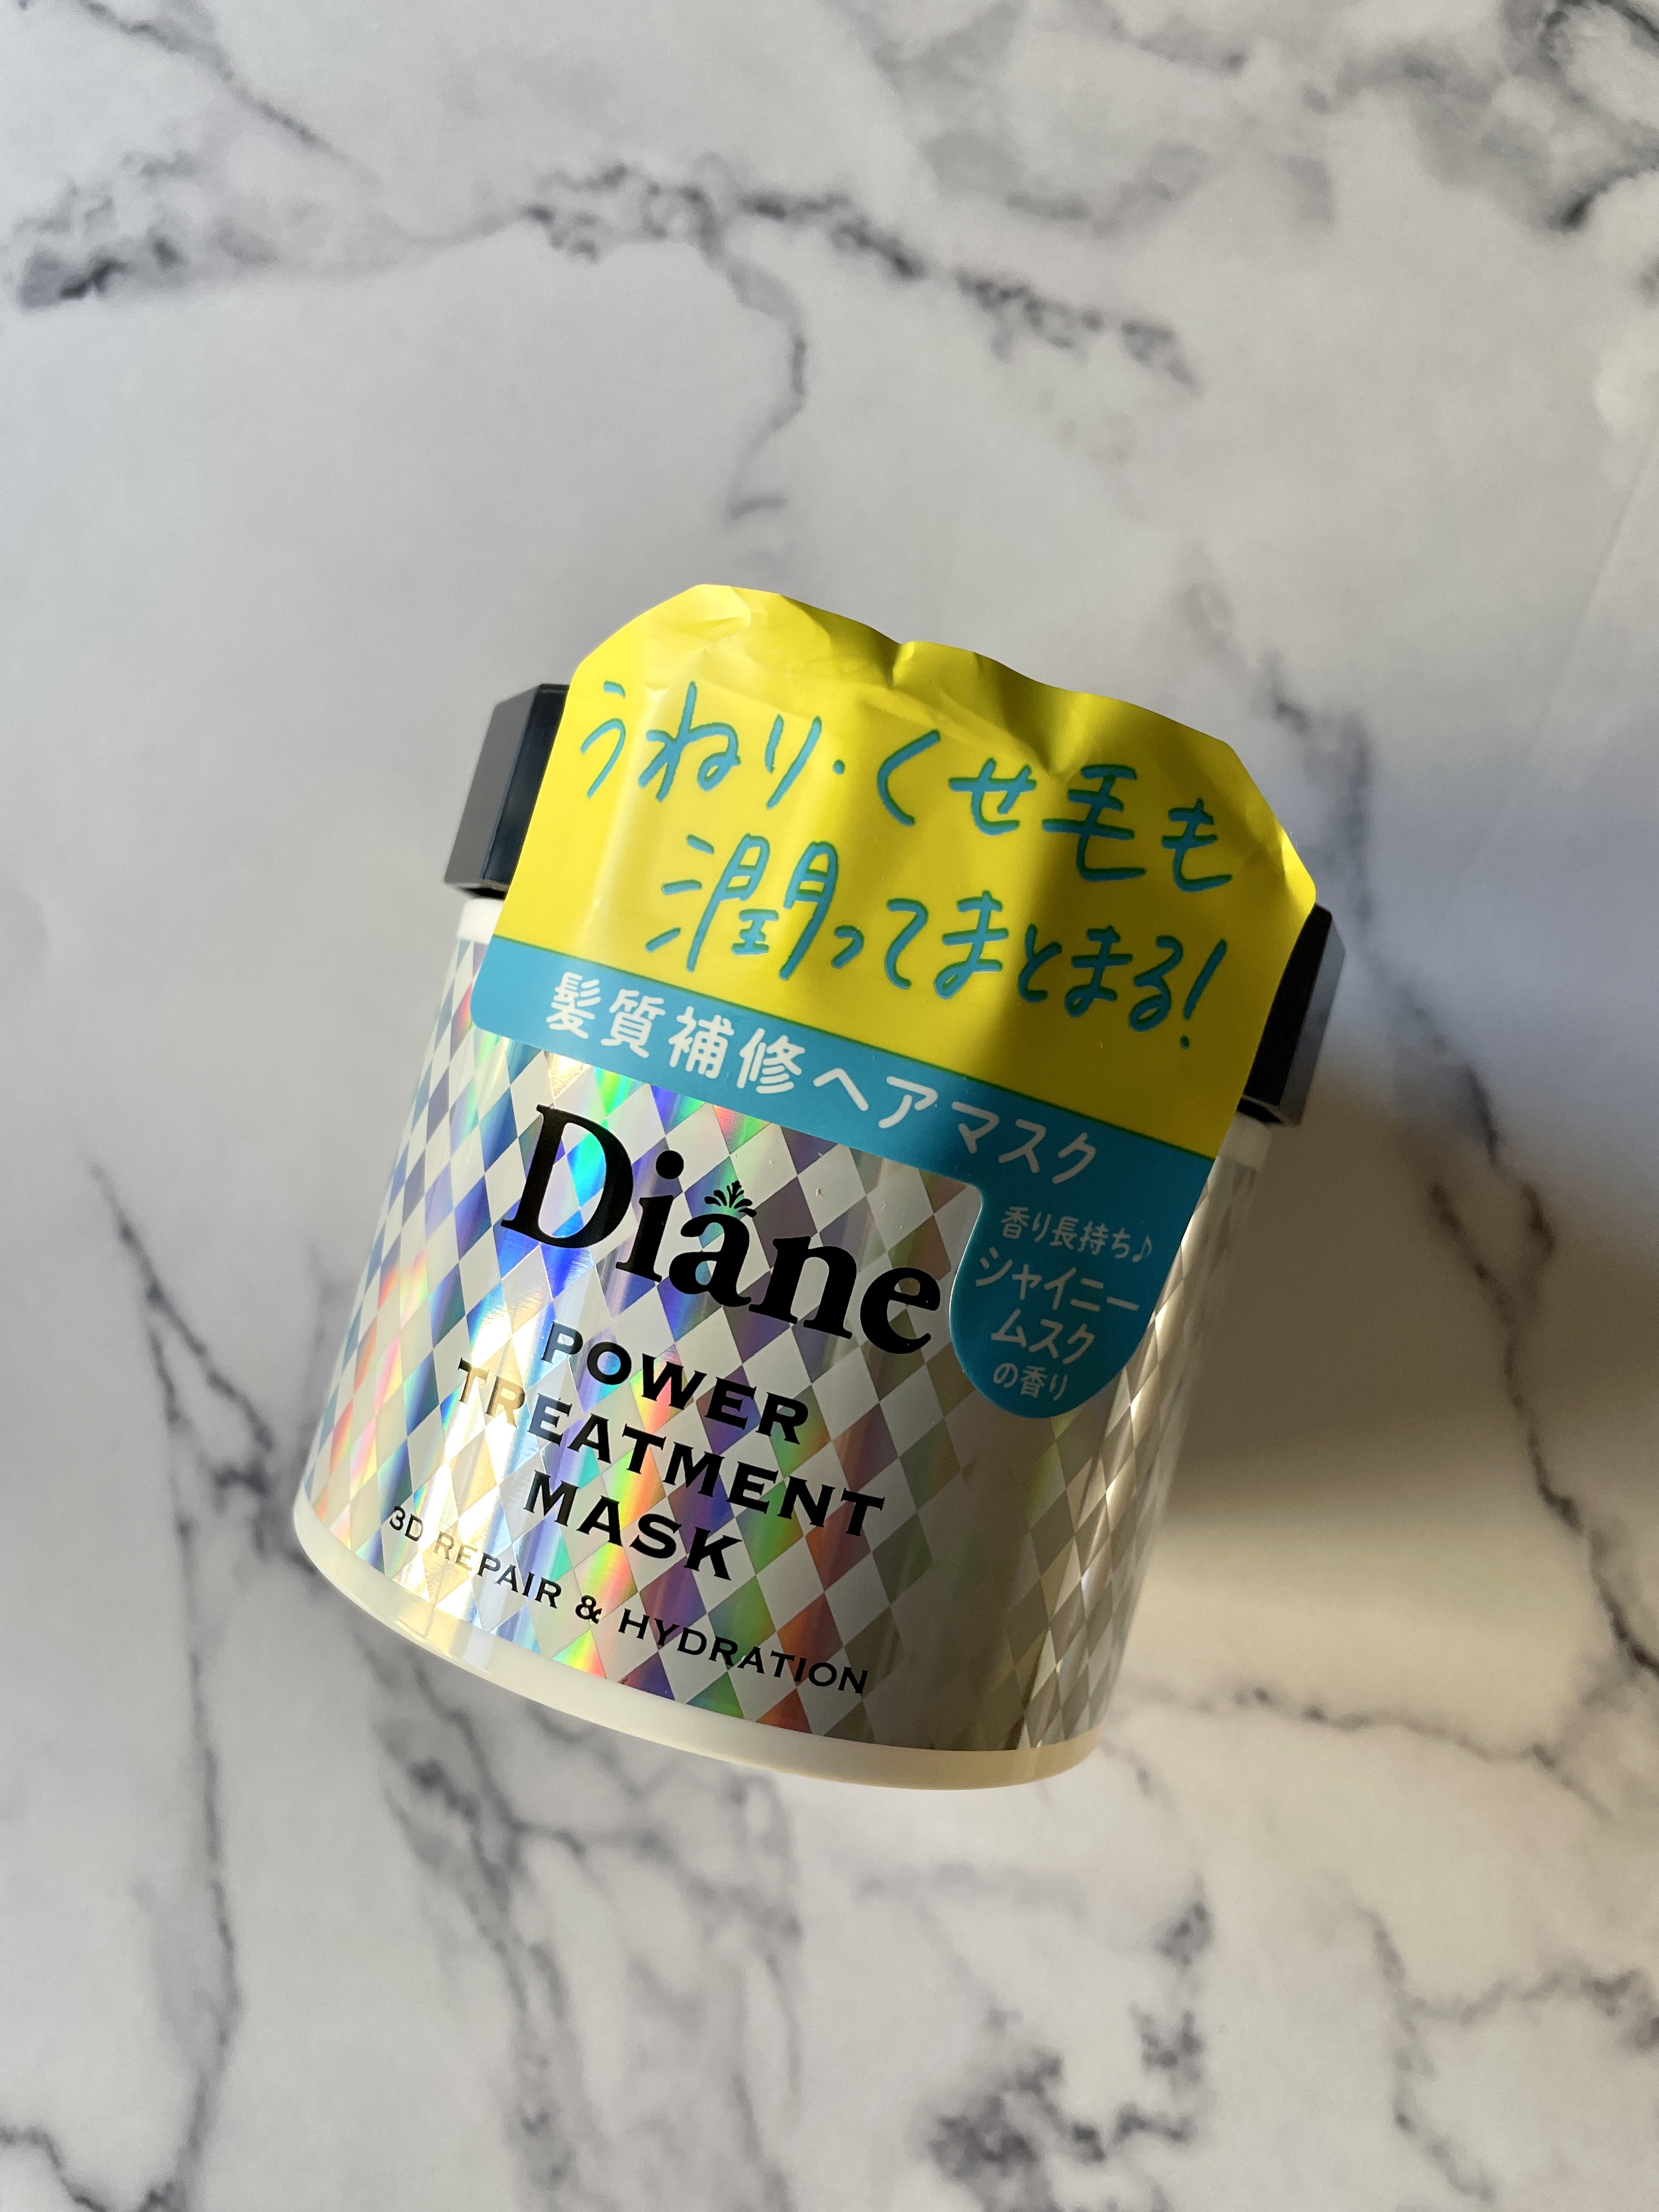 うねり・くせ毛も
潤ってまとまる!
髪質補修ヘアマスク
香り長持ち♪
シャイニー
ムスク
の香り
Diane
POWER
TREATMENT
MASK
3D REPAIR & HYDRATION